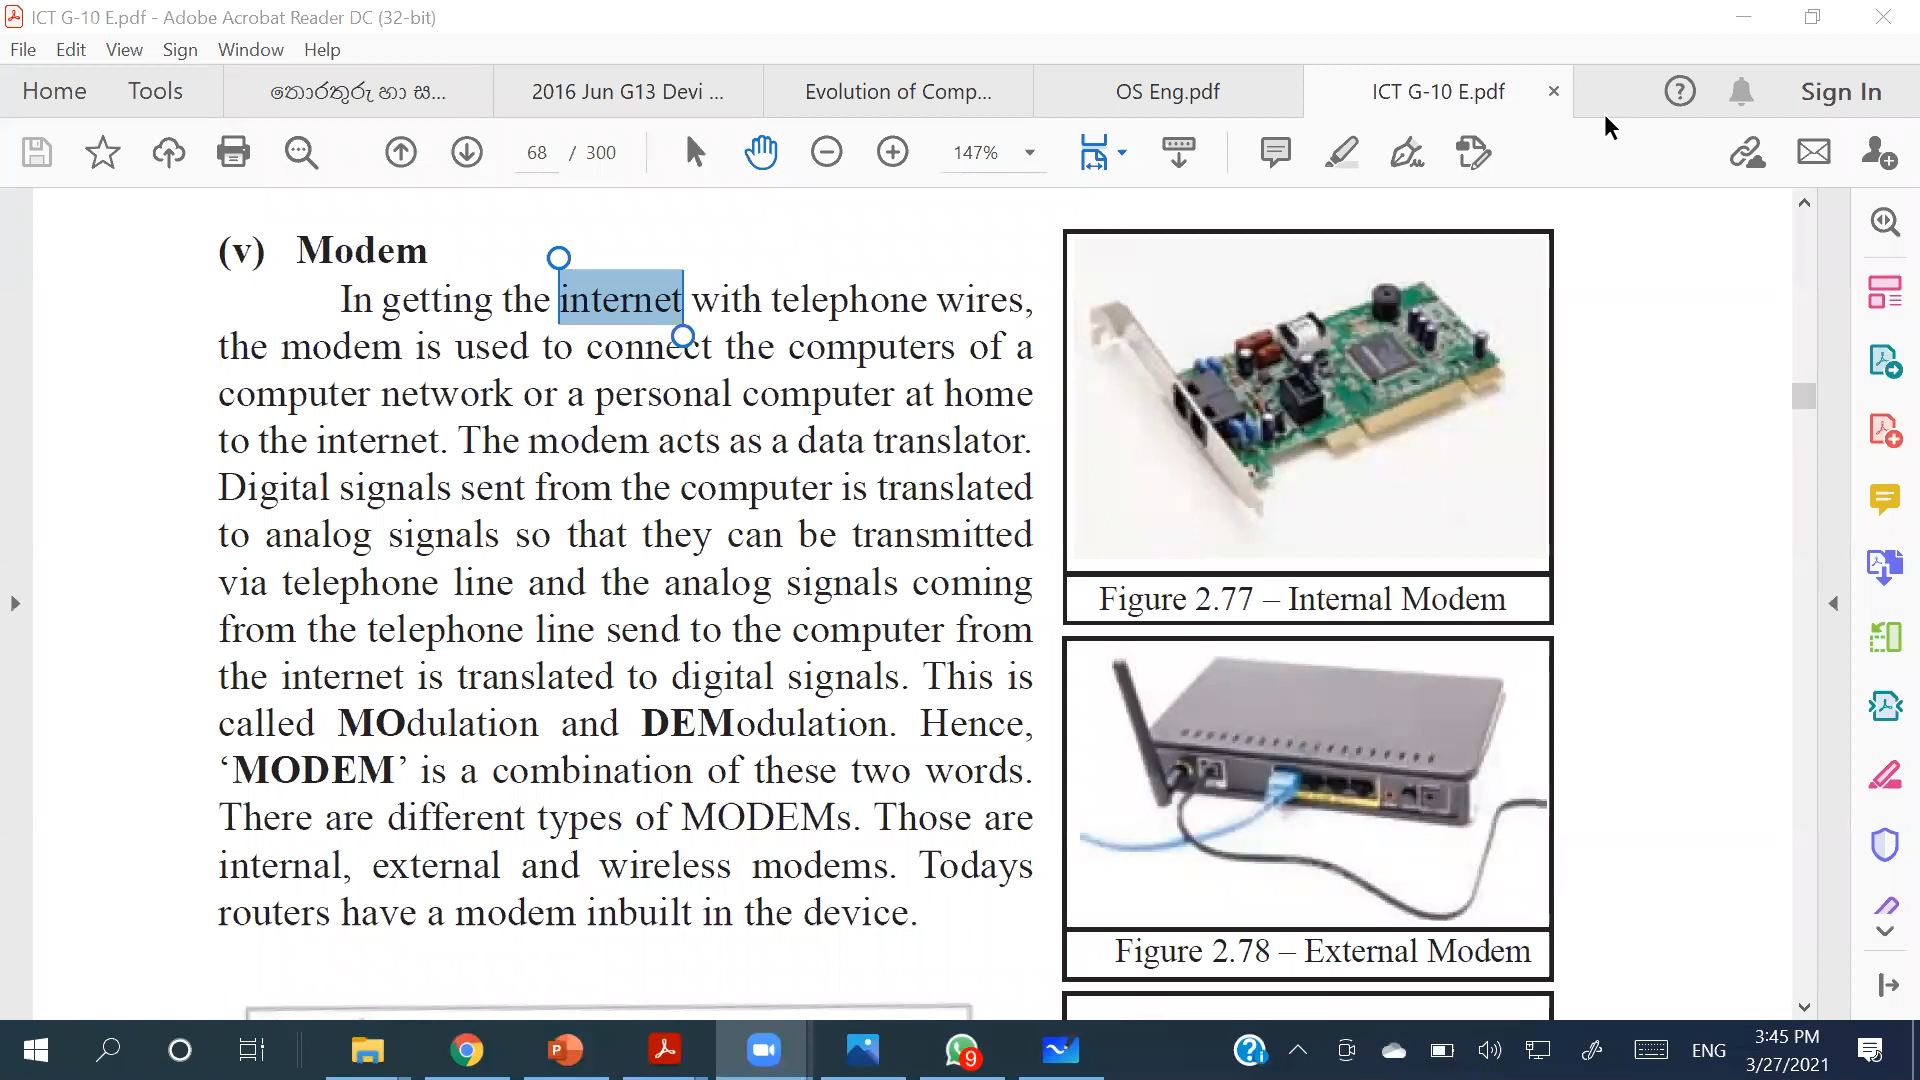 ICT G-10 E.pdf - Adobe Acrobat Reader DC (32-bit)
File Edit View Sign Window Help
Home Tools තොරතුරු හා ස... 2016 Jun G13 Devi ... Evolution of Comp... OS Eng.pdf ICT G-10 E.pdf × ? Sign In
68 / 300 147%
(v) Modem
In getting the internet with telephone wires,
the modem is used to connect the computers of a
computer network or a personal computer at home
to the internet. The modem acts as a data translator.
Digital signals sent from the computer is translated
to analog signals so that they can be transmitted
via telephone line and the analog signals coming
from the telephone line send to the computer from
the internet is translated to digital signals. This is
called MOdulation and DEModulation. Hence,
‘MODEM’ is a combination of these two words.
There are different types of MODEMs. Those are
internal, external and wireless modems. Todays
routers have a modem inbuilt in the device.
Figure 2.77 – Internal Modem
Figure 2.78 – External Modem
9
ENG
3:45 PM
3/27/2021